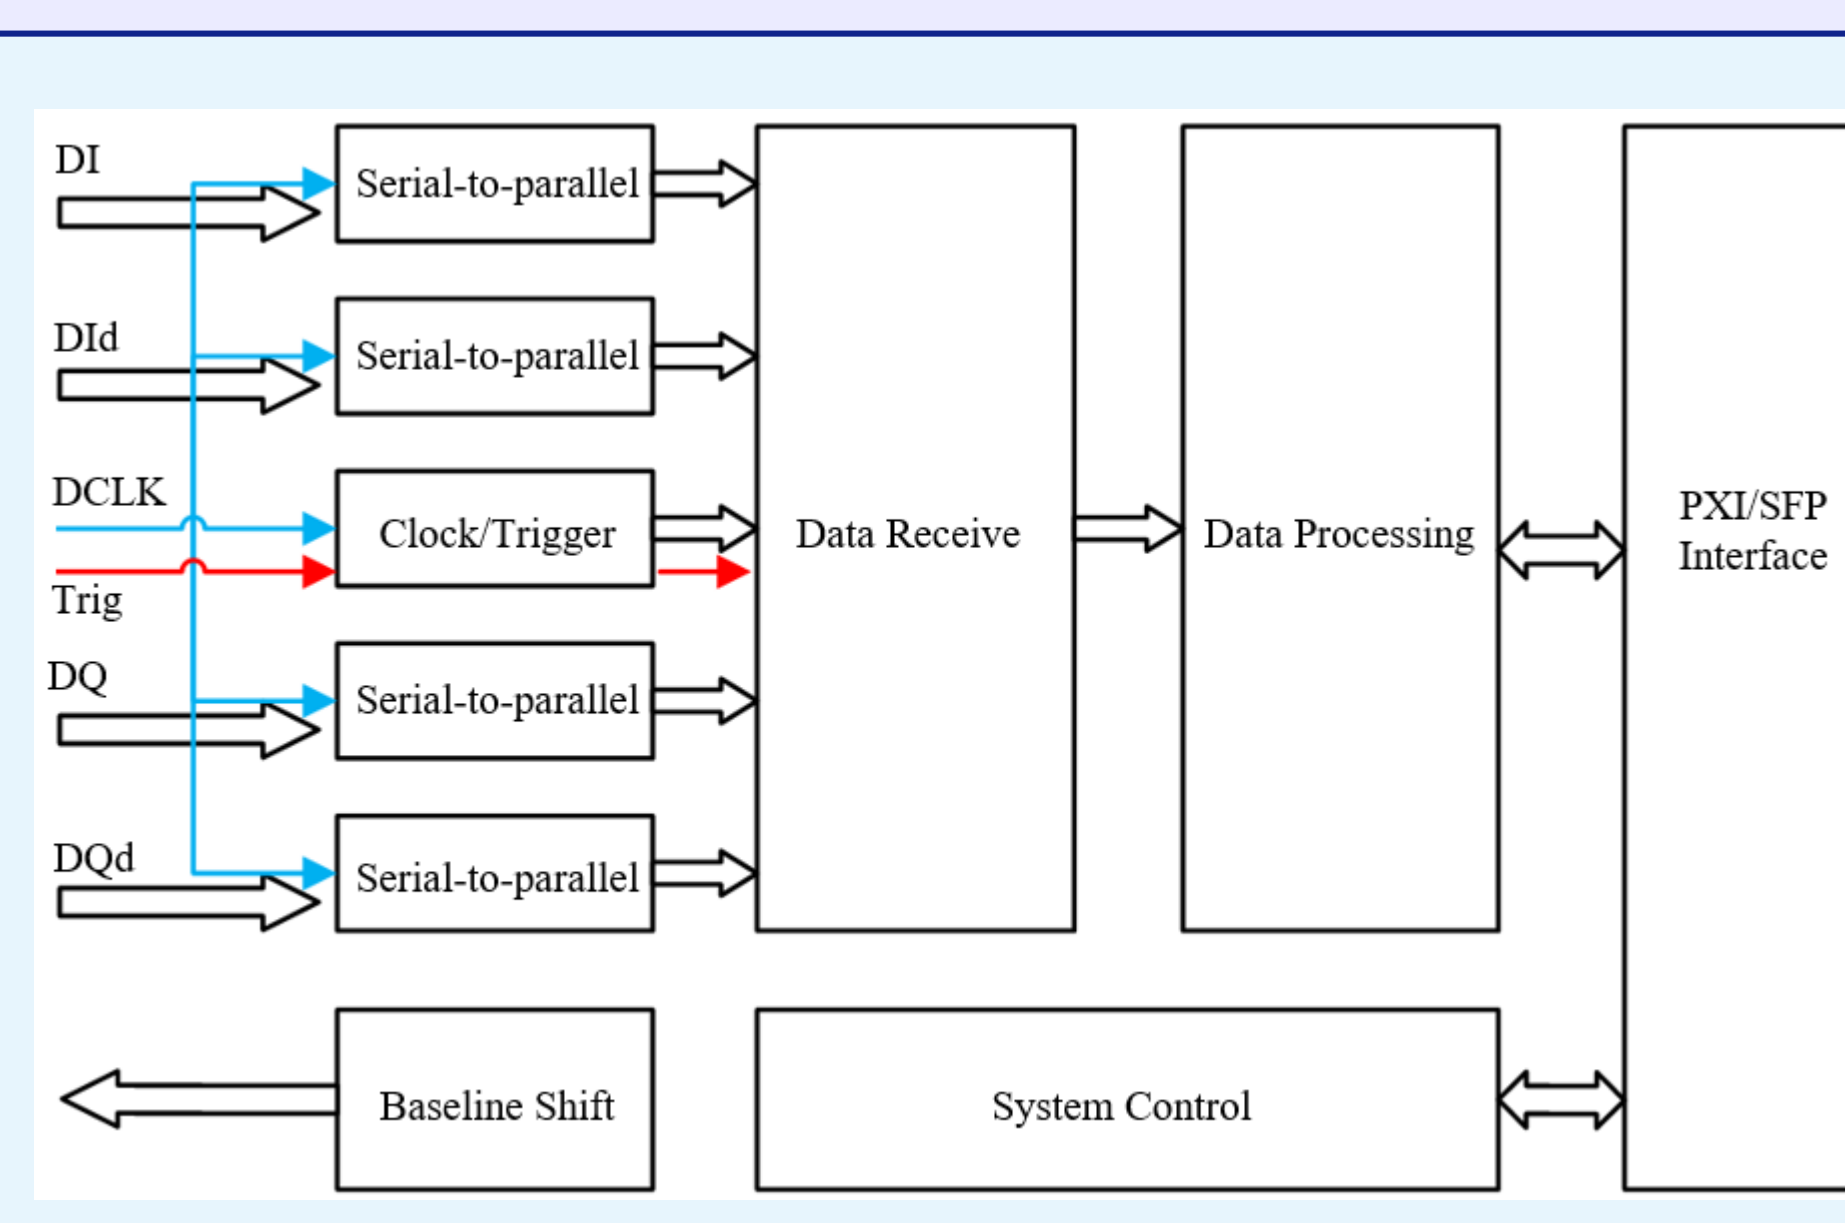 DI
Serial-to-parallel
DId
Serial-to-parallel
DCLK
Clock/Trigger
Trig
DQ
Serial-to-parallel
DQd
Serial-to-parallel
Data Receive
Data Processing
PXI/SFP
Interface
Baseline Shift
System Control